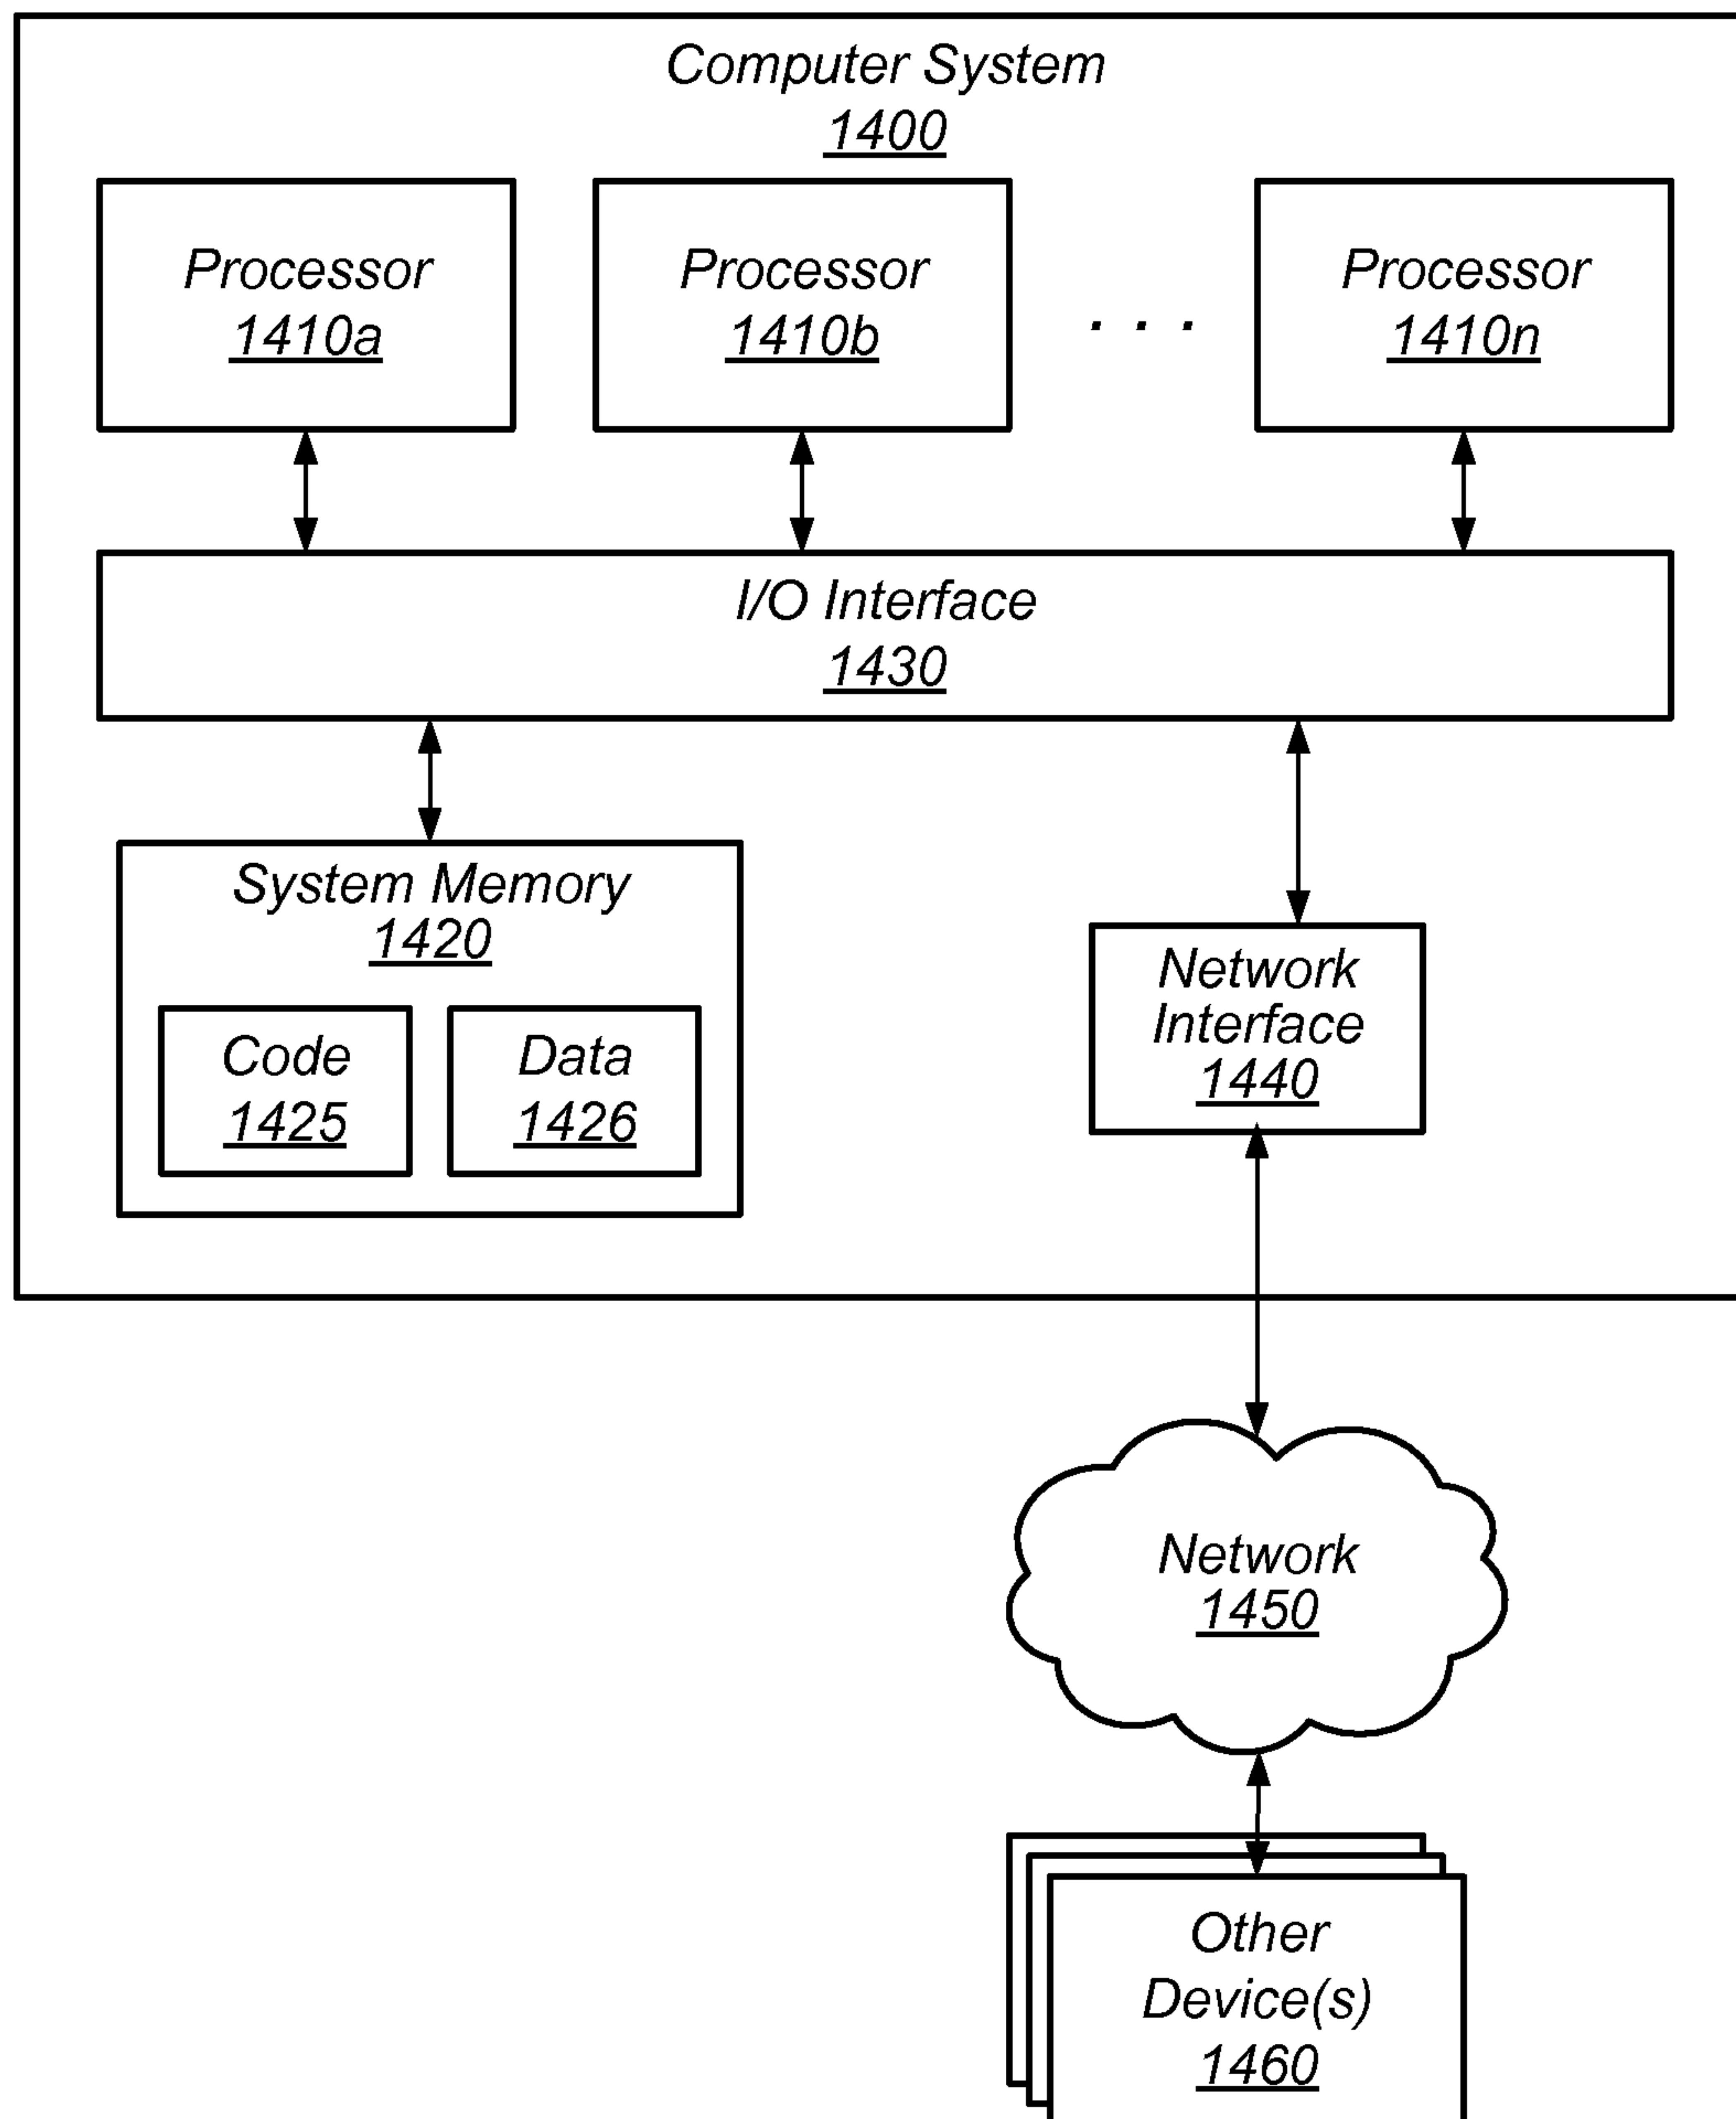 Computer System
1400
Processor
1410a
Processor
1410b
. . .
Processor
1410n
I/O Interface
1430
System Memory
1420
Code
1425
Data
1426
Network
Interface
1440
Network
1450
Other
Device(s)
1460